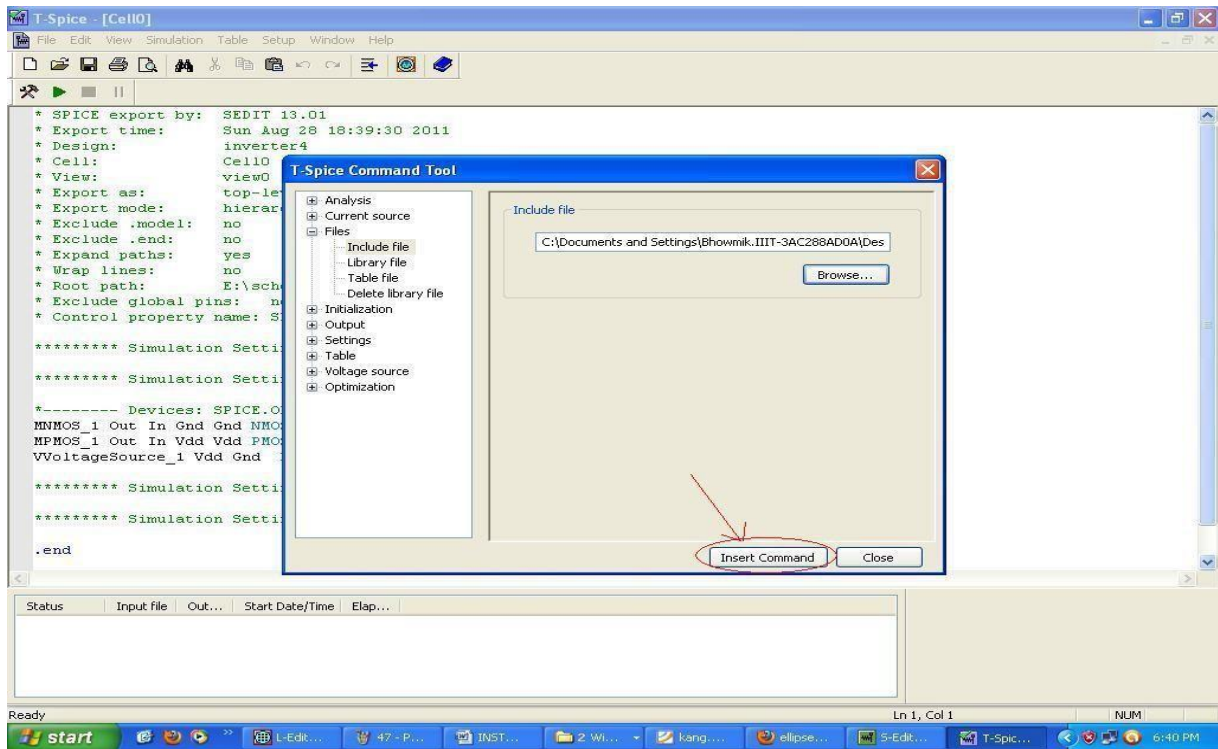 T-Spice - [Cell0]
File Edit View Simulation Table Setup Window Help
* SPICE export by: SEDIT 13.01
* Export time: Sun Aug 28 18:39:30 2011
* Design: inverter4
* Cell: Cell0
* View: view0
* Export as: top-le
* Export mode: hierar
* Exclude .model: no
* Exclude .end: no
* Expand paths: yes
* Wrap lines: no
* Root path: E:\sch
* Exclude global pins: n
* Control property name: S
********* Simulation Setti
********* Simulation Setti
*-------- Devices: SPICE.O
MNMOS_1 Out In Gnd Gnd NMO
MPMOS_1 Out In Vdd Vdd PMO
VVoltageSource_1 Vdd Gnd
********* Simulation Setti
********* Simulation Setti
.end
T-Spice Command Tool
Analysis
Current source
Files
Include file
Library file
Table file
Delete library file
Initialization
Output
Settings
Table
Voltage source
Optimization
Include file
C:\Documents and Settings\Bhowmik.IIIT-3AC288AD0A\Des
Browse...
Insert Command Close
Status Input file Out... Start Date/Time Elap...
Ready Ln 1, Col 1 NUM
start L-Edit... 47 - P... INST... 2 Wi... kang.... ellipse... S-Edit... T-Spic... 6:40 PM